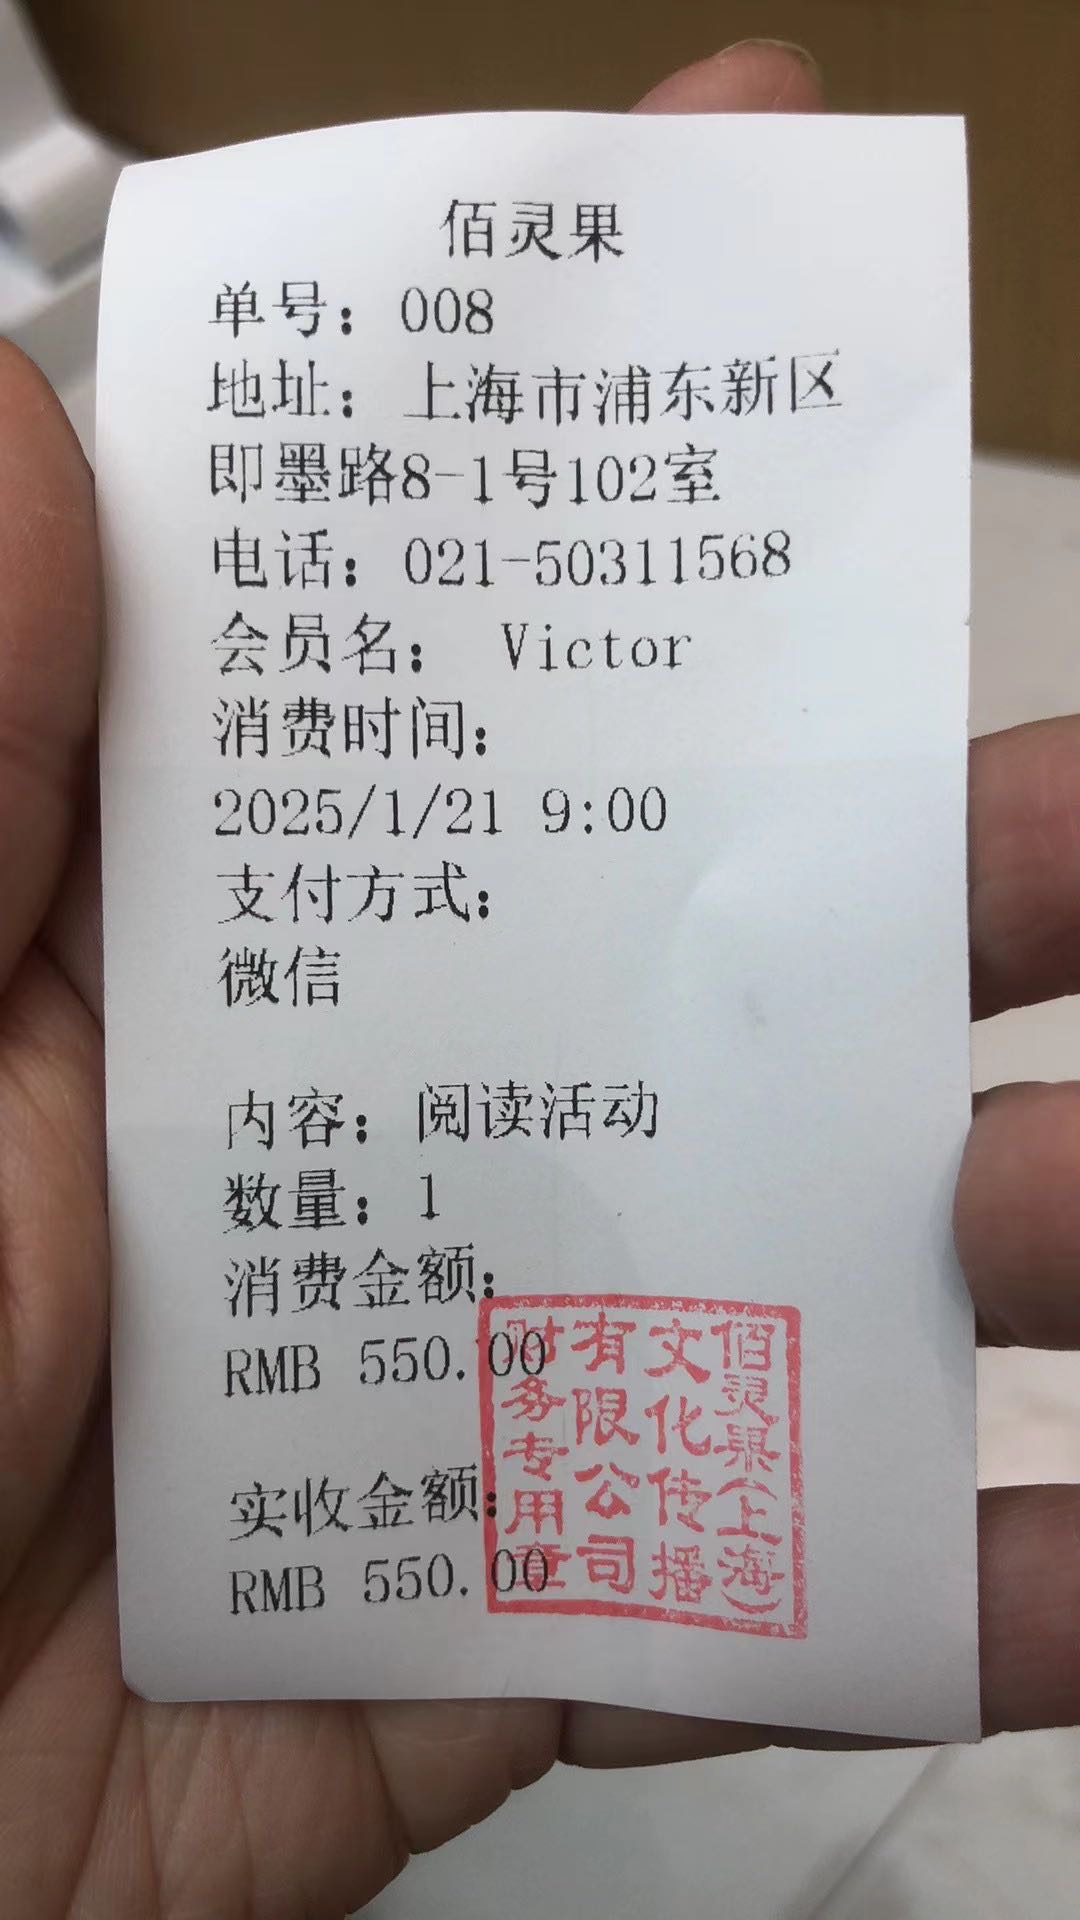 佰灵果
单号：008
地址：上海市浦东新区
即墨路8-1号102室
电话：021-50311568
会员名： Victor
消费时间：
2025/1/21 9:00
支付方式：
微信
内容：阅读活动
数量：1
消费金额：
RMB 550.00
实收金额：
RMB 550.00
佰灵果(上海)
文化传播
有限公司
财务专用章